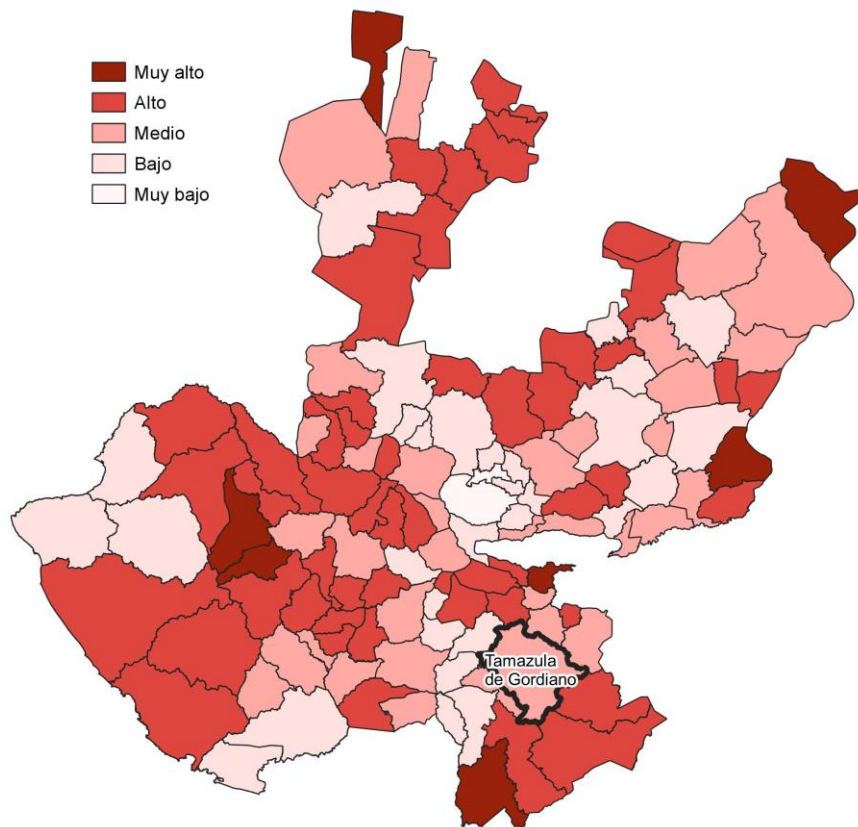 Muy alto
Alto
Medio
Bajo
Muy bajo
Tamazula
de Gordiano